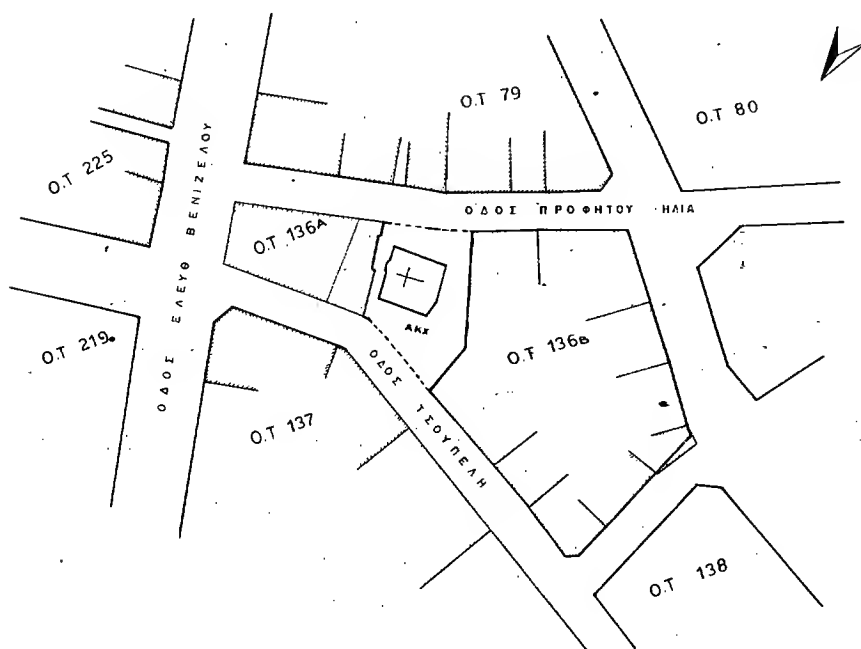 Ο.Τ 79
Ο.Τ 80
Ο.Τ 225
ΟΔΟΣ ΕΛΕΥΘ ΒΕΝΙΖΕΛΟΥ
ΟΔΟΣ ΠΡΟΦΗΤΟΥ ΗΛΙΑ
Ο.Τ 136Α
ΑΚΧ
Ο.Τ 219
Ο.Τ 136Β
ΟΔΟΣ ΤΣΟΥΠΕΛΗ
Ο.Τ 137
Ο.Τ 138